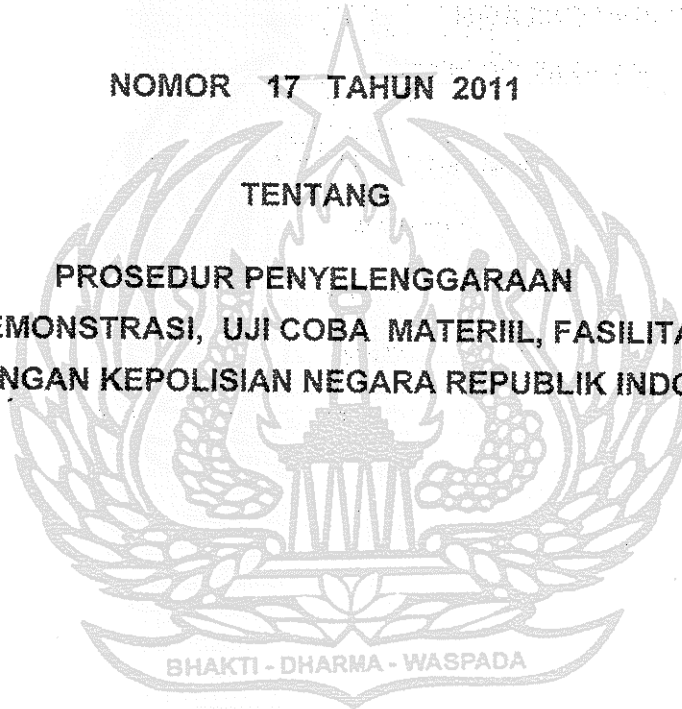 NOMOR 17 TAHUN 2011
TENTANG
PROSEDUR PENYELENGGARAAN
EMONSTRASI, UJI COBA MATERIIL, FASILITA
NGAN KEPOLISIAN NEGARA REPUBLIK INDO
BHAKTI - DHARMA - WASPADA